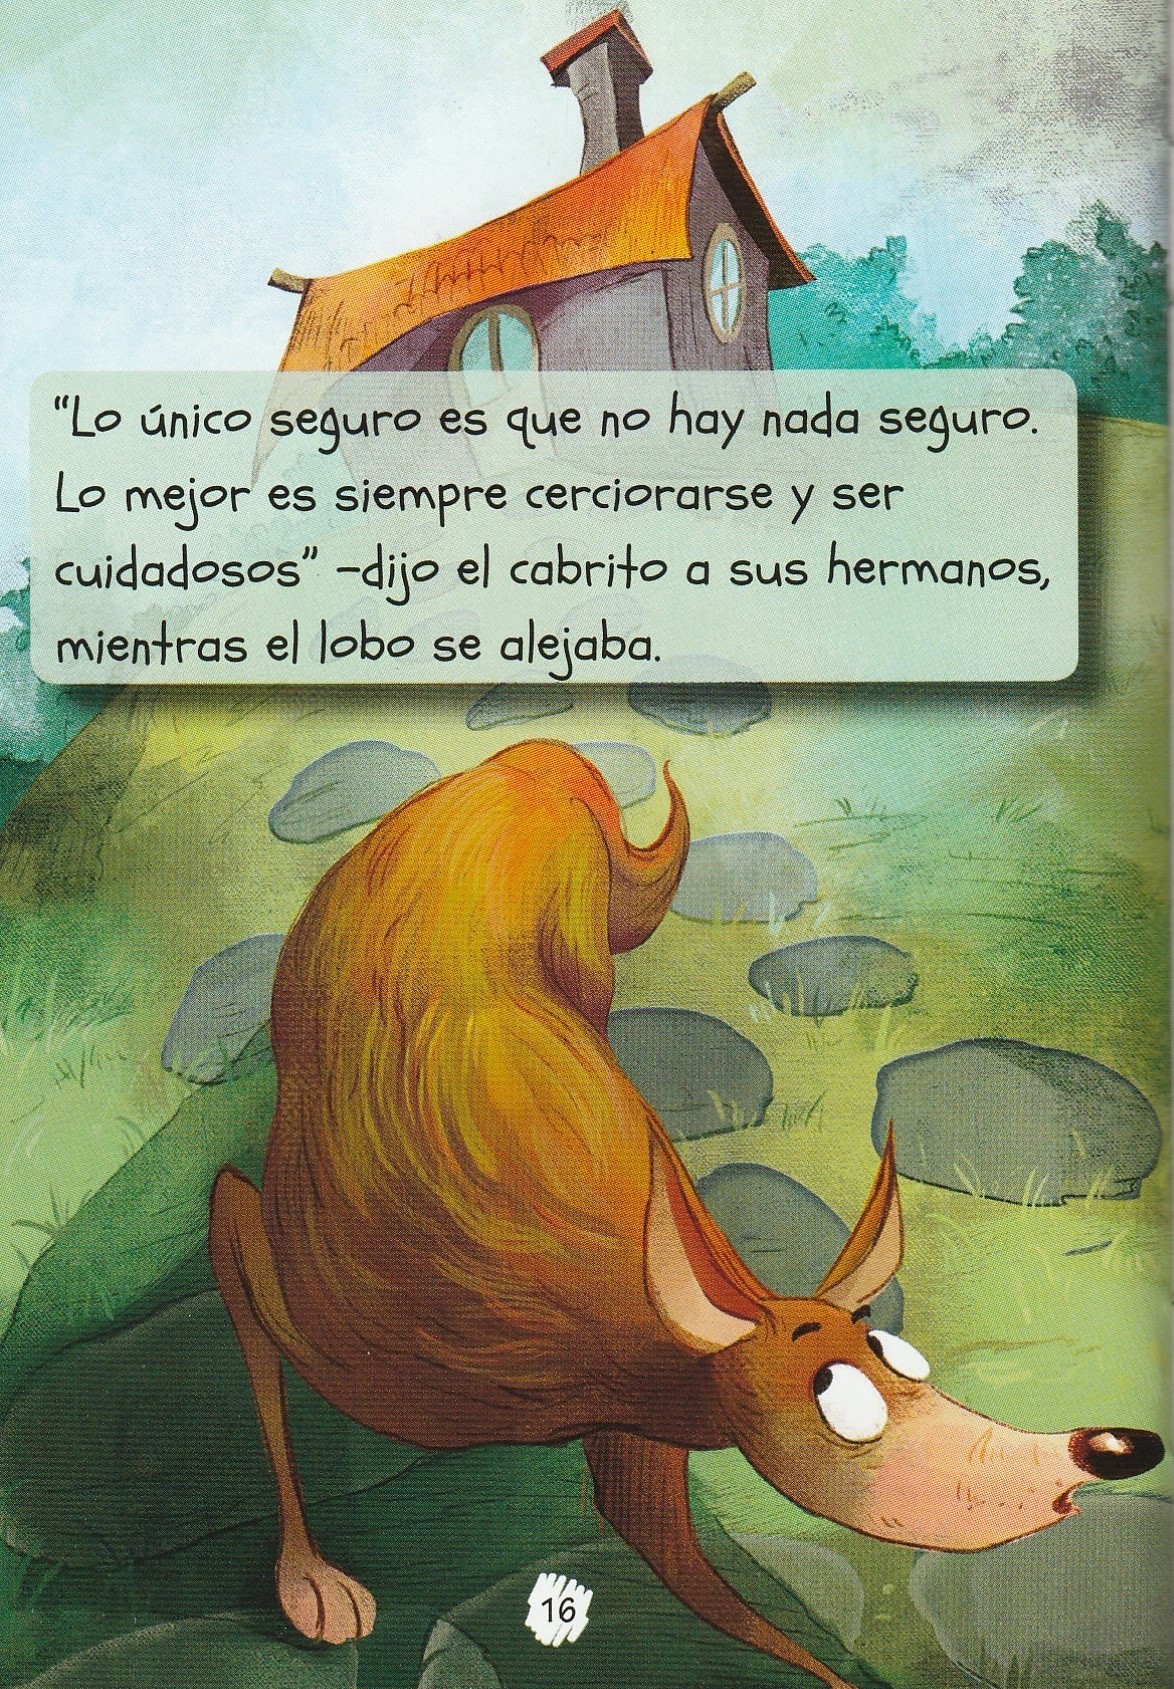 “Lo único seguro es que no hay nada seguro.
Lo mejor es siempre cerciorarse y ser
cuidadosos” –dijo el cabrito a sus hermanos,
mientras el lobo se alejaba.
16